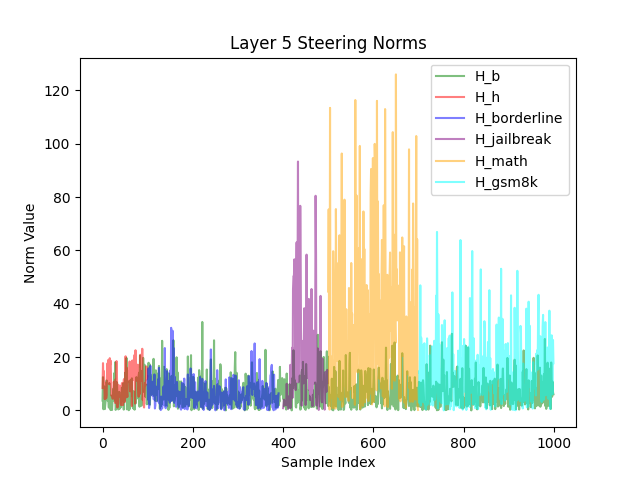 Layer 5 Steering Norms
Norm Value
120
100
80
60
40
20
0
0 200 400 600 800 1000
Sample Index
H_b
H_h
H_borderline
H_jailbreak
H_math
H_gsm8k